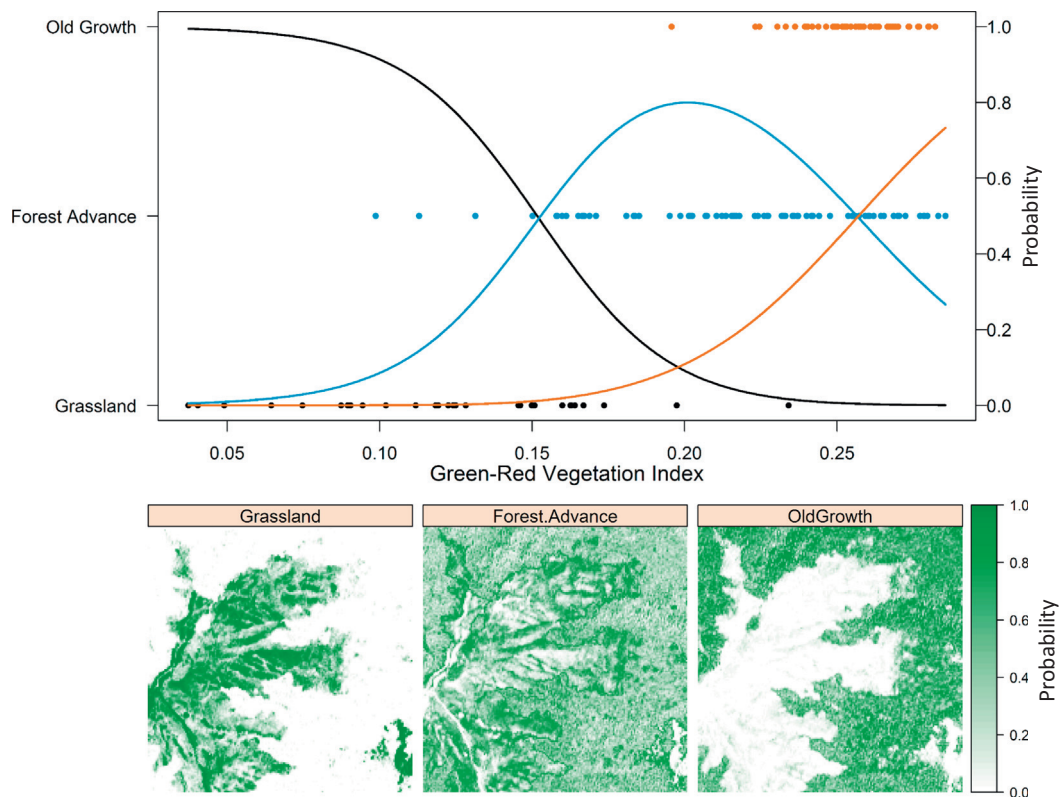 Old Growth
Forest Advance
Grassland
1.0
0.8
0.6
0.4
0.2
0.0
Probability
0.05 0.10 0.15 0.20 0.25
Green-Red Vegetation Index
Grassland Forest.Advance OldGrowth
1.0
0.8
0.6
0.4
0.2
0.0
Probability